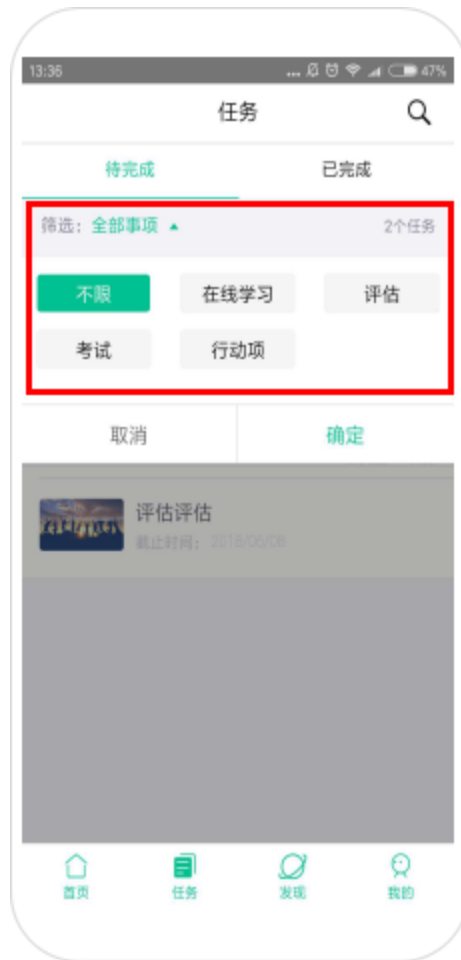 13:36 ... 47%
任务
待完成 已完成
筛选：全部事项 2个任务
不限 在线学习 评估
考试 行动项
取消 确定
评估评估
截止时间：2018/06/08
首页 任务 发现 我的